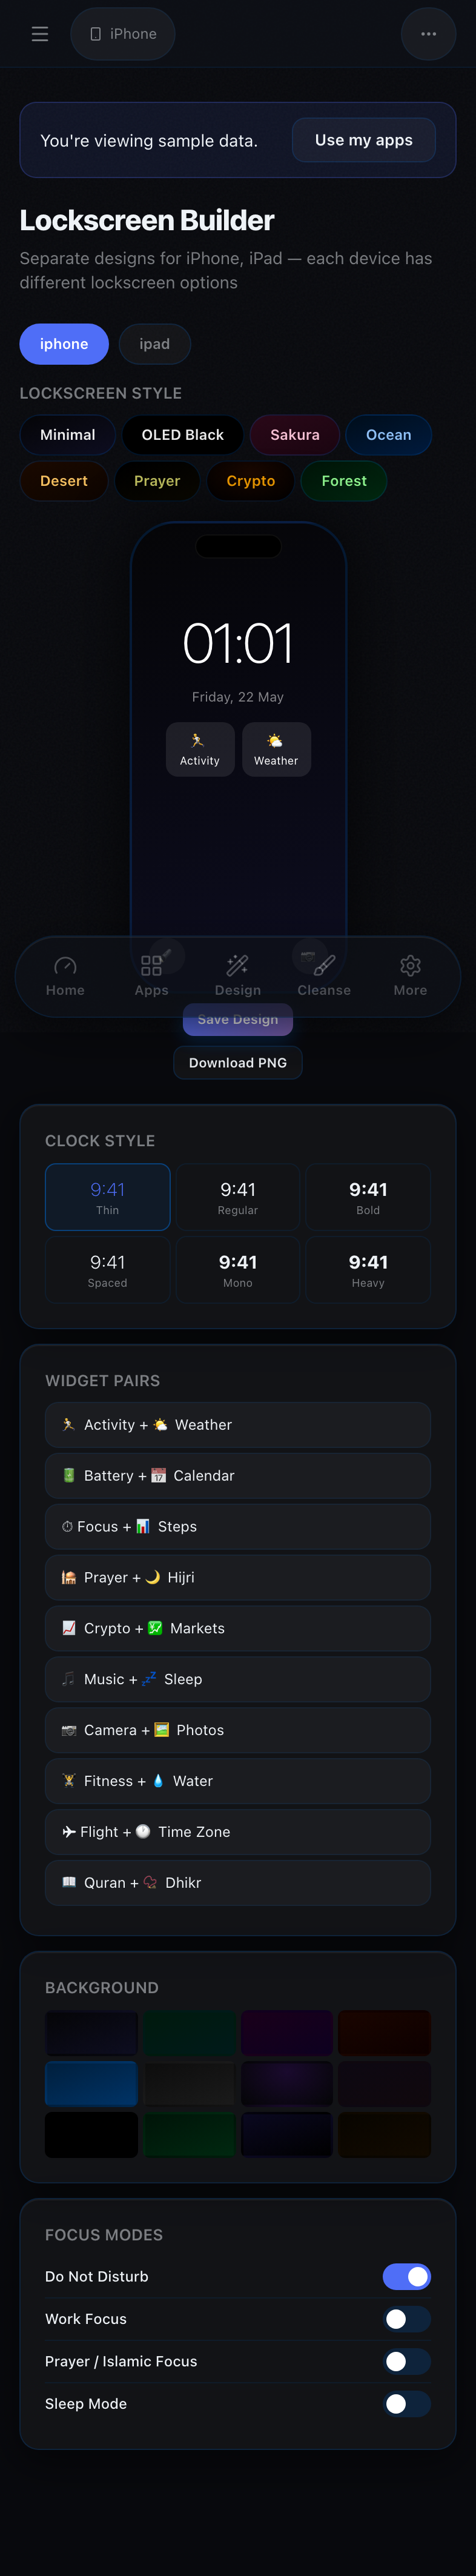 iPhone
You're viewing sample data.
Use my apps
Lockscreen Builder
Separate designs for iPhone, iPad — each device has
different lockscreen options
iphone
ipad
LOCKSCREEN STYLE
Minimal
OLED Black
Sakura
Ocean
Desert
Prayer
Crypto
Forest
01:01
Friday, 22 May
Activity
Weather
Home
Apps
Design
Cleanse
More
Save Design
Download PNG
CLOCK STYLE
9:41
Thin
9:41
Regular
9:41
Bold
9:41
Spaced
9:41
Mono
9:41
Heavy
WIDGET PAIRS
🏃 Activity + 🌤️ Weather
🔋 Battery + 📅 Calendar
⏱ Focus + 📊 Steps
🕌 Prayer + 🌙 Hijri
📈 Crypto + 💹 Markets
🎵 Music + 💤 Sleep
📷 Camera + 🖼️ Photos
🏋️ Fitness + 💧 Water
✈ Flight + 🕐 Time Zone
📖 Quran + 📿 Dhikr
BACKGROUND
FOCUS MODES
Do Not Disturb
Work Focus
Prayer / Islamic Focus
Sleep Mode